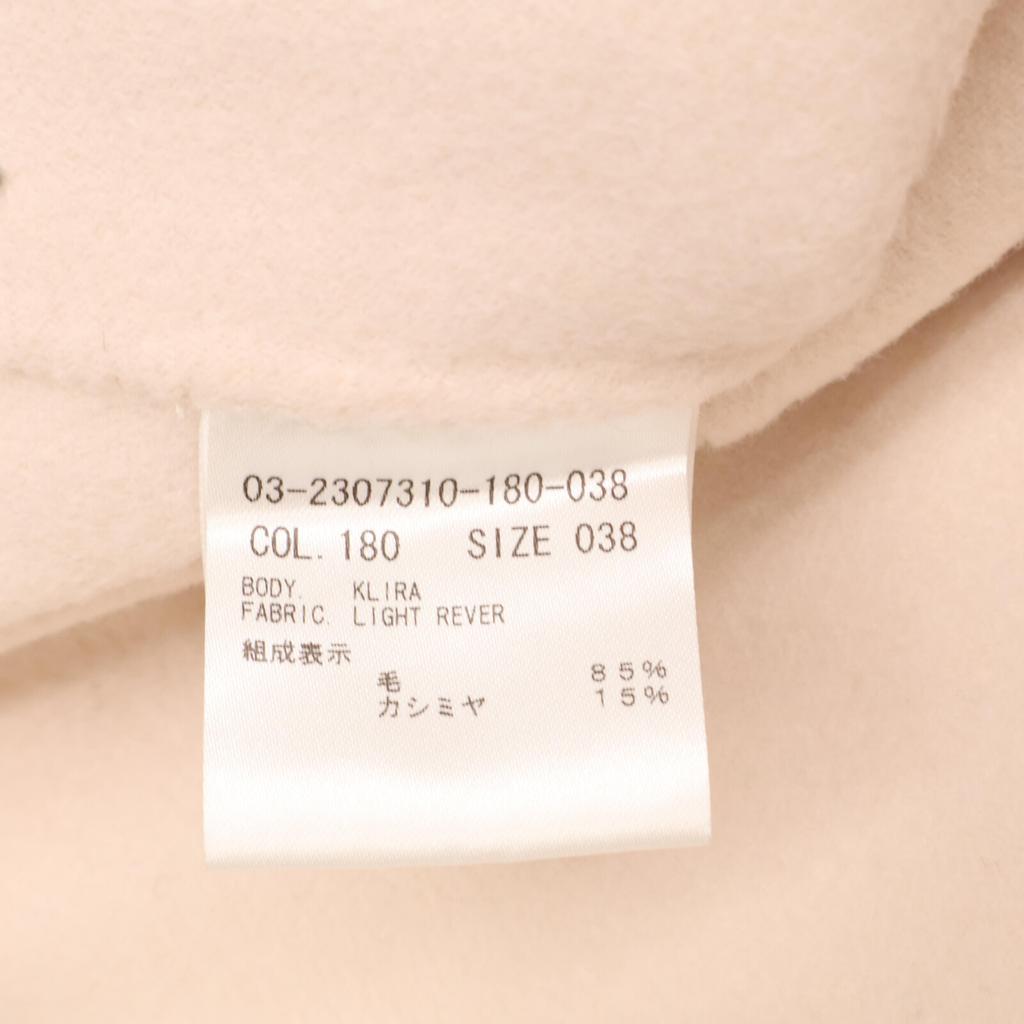 03-2307310-180-038
COL. 180 SIZE 038
BODY. KLIRA
FABRIC. LIGHT REVER
組成表示
毛 85%
カシミヤ 15%